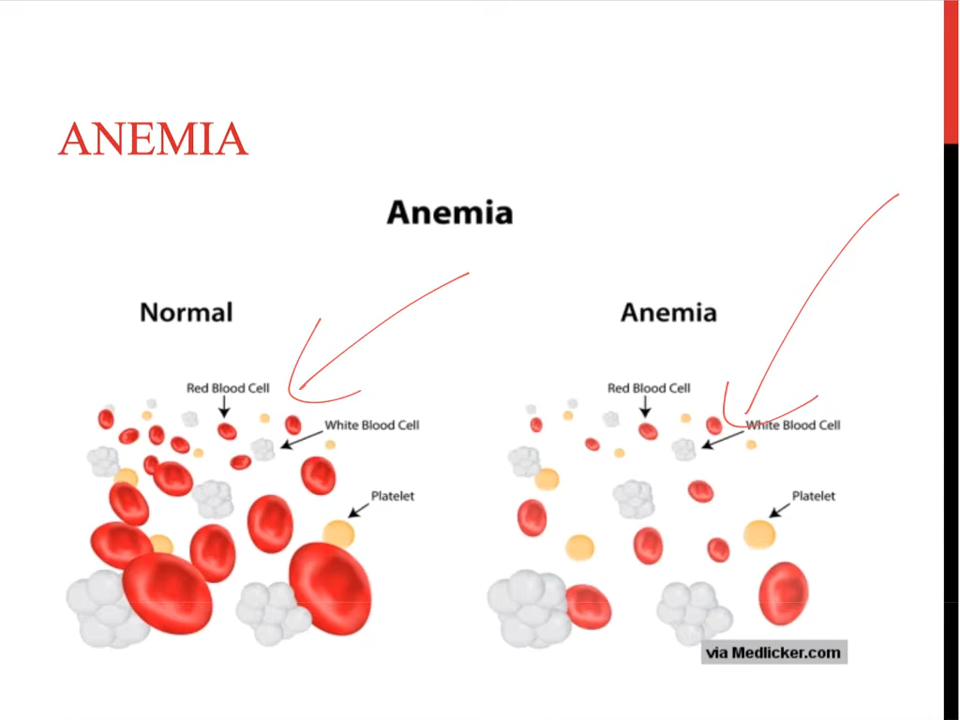 ANEMIA
Anemia
Normal
Anemia
Red Blood Cell
Red Blood Cell
White Blood Cell
White Blood Cell
Platelet
Platelet
via Medlicker.com